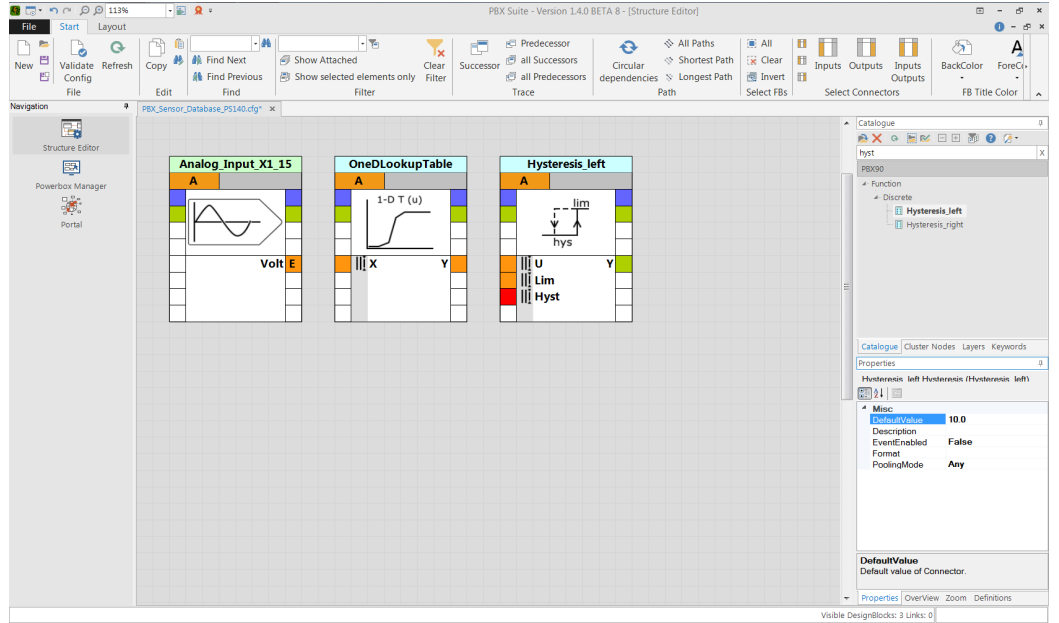 113%
PBX Suite - Version 1.4.0 BETA 8 - [Structure Editor]
File Start Layout
New
Validate Config
Refresh
File
Copy
Edit
Find Next
Find Previous
Find
Show Attached
Show selected elements only
Clear Filter
Filter
Successor
Predecessor
all Successors
all Predecessors
Trace
Circular dependencies
All Paths
Shortest Path
Longest Path
Path
All
Clear
Invert
Select FBs
Inputs
Outputs
Inputs Outputs
Select Connectors
BackColor
ForeCo
FB Title Color
Navigation
Structure Editor
Powerbox Manager
Portal
PBX_Sensor_Database_PS140.cfg*
Analog_Input_X1_15
A
Volt E
OneDLookupTable
A
1-D T (u)
X Y
Hysteresis_left
A
lim
hys
U Y
Lim
Hyst
Catalogue
hyst X
PBX90
Function
Discrete
Hysteresis_left
Hysteresis_right
Catalogue Cluster Nodes Layers Keywords
Properties
Hysteresis_left Hysteresis (Hysteresis_left)
Misc
DefaultValue 10.0
Description
EventEnabled False
Format
PoolingMode Any
DefaultValue
Default value of Connector.
Properties OverView Zoom Definitions
Visible DesignBlocks: 3 Links: 0